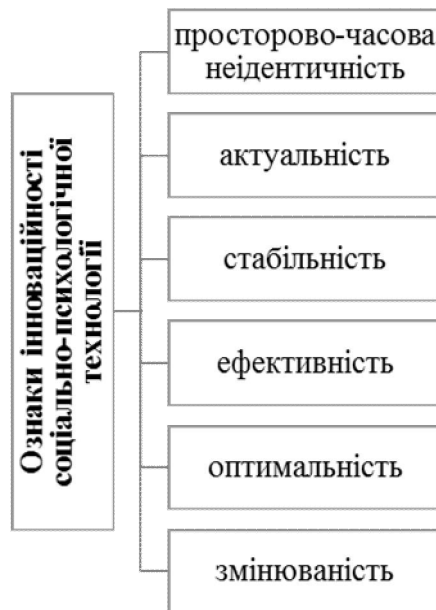 Ознаки інноваційності
соціально-психологічної
технології
просторово-часова
неідентичність
актуальність
стабільність
ефективність
оптимальність
змінюваність